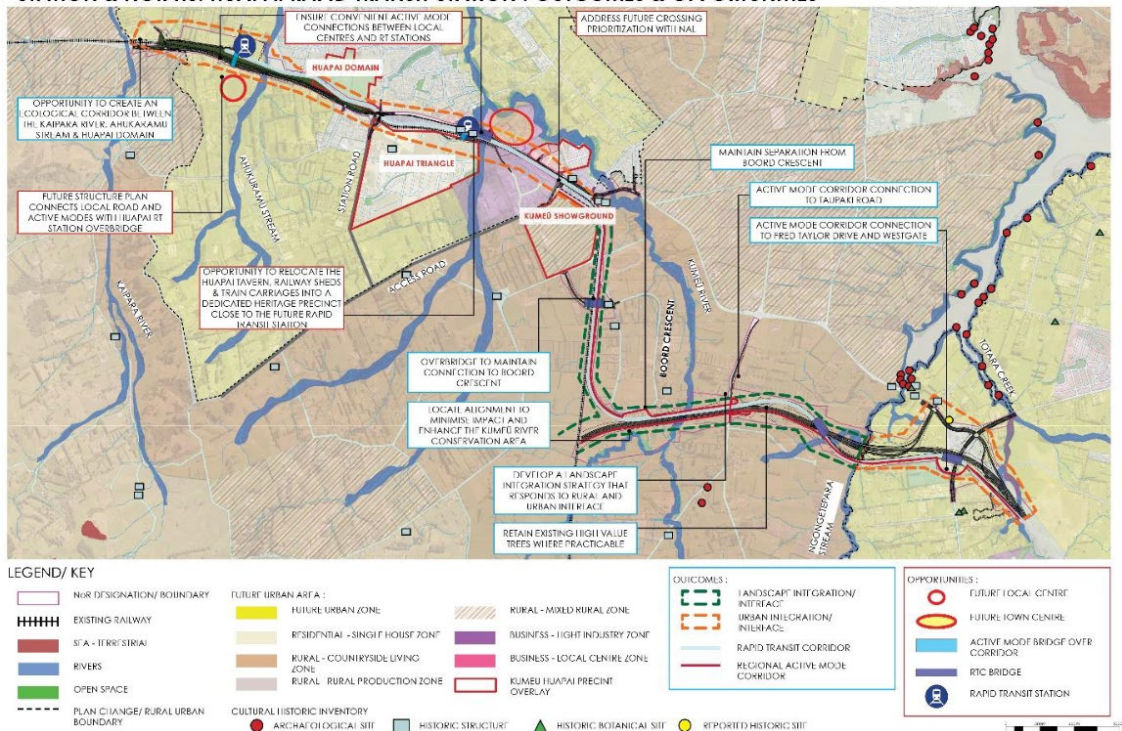 ENSURE CONVENIENT ACTIVE MODE
CONNECTIONS BETWEEN LOCAL
CENTRES AND RT STATIONS
ADDRESS FUTURE CROSSING
PRIORITIZATION WITH NAL
HUAPAI DOMAIN
OPPORTUNITY TO CREATE AN
ECOLOGICAL CORRIDOR BETWEEN
THE KAIPARA RIVER, AHUKARAMU
STREAM & HUAPAI DOMAIN
HUAPAI TRIANGLE
STATION ROAD
AHUKURAMU STREAM
FUTURE STRUCTURE PLAN
CONNECTS LOCAL ROAD AND
ACTIVE MODES WITH HUAPAI RT
STATION OVERBRIDGE
KAIPARA RIVER
KUMEŪ SHOWGROUND
OPPORTUNITY TO RELOCATE THE
HUAPAI TAVERN, RAILWAY SHEDS
& TRAIN CARRIAGES INTO A
DEDICATED HERITAGE PRECINCT
CLOSE TO THE FUTURE RAPID
TRANSIT STATION
ACCESS ROAD
MAINTAIN SEPARATION FROM
BOORD CRESCENT
ACTIVE MODE CORRIDOR CONNECTION
TO TAUPAKI ROAD
ACTIVE MODE CORRIDOR CONNECTION
TO FRED TAYLOR DRIVE AND WESTGATE
KUMEŪ RIVER
BOORD CRESCENT
TOTARA CREEK
OVERBRIDGE TO MAINTAIN
CONNECTION TO BOORD
CRESCENT
LOCATE ALIGNMENT TO
MINIMISE IMPACT AND
ENHANCE THE KUMEŪ RIVER
CONSERVATION AREA
DEVELOP A LANDSCAPE
INTEGRATION STRATEGY THAT
RESPONDS TO RURAL AND
URBAN INTERFACE
RETAIN EXISTING HIGH VALUE
TREES WHERE PRACTICABLE
NGONGETEPARA
STREAM
LEGEND/ KEY
NoR DESIGNATION/ BOUNDARY
EXISTING RAILWAY
SEA - TERRESTRIAL
RIVERS
OPEN SPACE
PLAN CHANGE/ RURAL URBAN
BOUNDARY
FUTURE URBAN AREA :
FUTURE URBAN ZONE
RESIDENTIAL - SINGLE HOUSE ZONE
RURAL - COUNTRYSIDE LIVING
ZONE
RURAL - RURAL PRODUCTION ZONE
RURAL - MIXED RURAL ZONE
BUSINESS - LIGHT INDUSTRY ZONE
BUSINESS - LOCAL CENTRE ZONE
KUMEU HUAPAI PRECINT
OVERLAY
CULTURAL HISTORIC INVENTORY
ARCHAEOLOGICAL SITE
HISTORIC STRUCTURE
HISTORIC BOTANICAL SITE
REPORTED HISTORIC SITE
OUTCOMES :
LANDSCAPE INTEGRATION/
INTERFACE
URBAN INTEGRATION/
INTERFACE
RAPID TRANSIT CORRIDOR
REGIONAL ACTIVE MODE
CORRIDOR
OPPORTUNITIES :
FUTURE LOCAL CENTRE
FUTURE TOWN CENTRE
ACTIVE MODE BRIDGE OVER
CORRIDOR
RTC BRIDGE
RAPID TRANSIT STATION